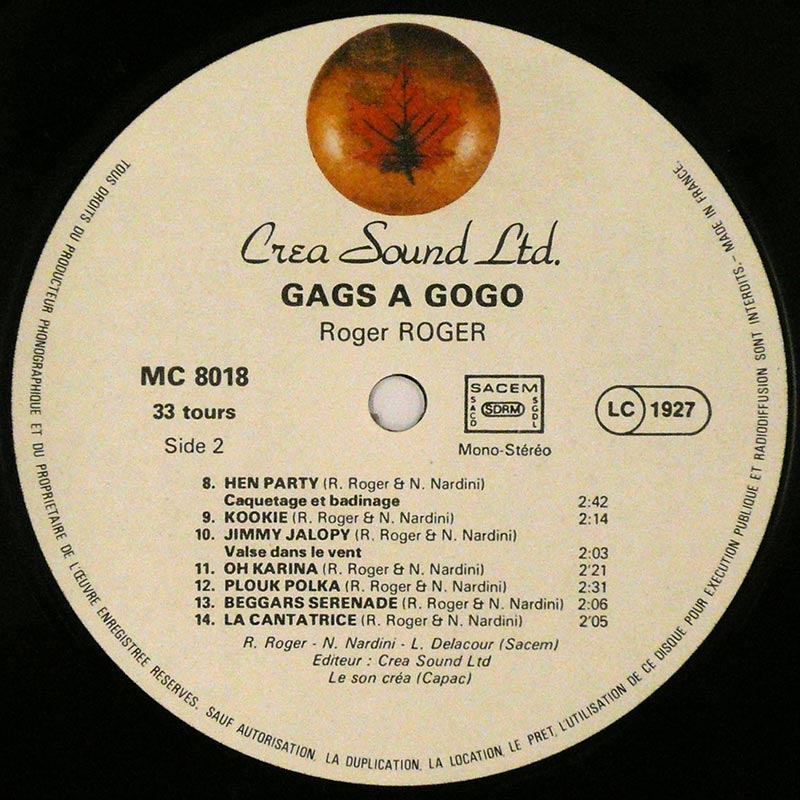 Crea Sound Ltd.
GAGS A GOGO
Roger ROGER
MC 8018
33 tours
Side 2
SACEM
SACD
SDRM
SGDL
Mono-Stéréo
LC 1927
8. HEN PARTY (R. Roger & N. Nardini)
Caquetage et badinage 2:42
9. KOOKIE (R. Roger & N. Nardini) 2:14
10. JIMMY JALOPY (R. Roger & N. Nardini)
Valse dans le vent 2:03
11. OH KARINA (R. Roger & N. Nardini) 2'21
12. PLOUK POLKA (R. Roger & N. Nardini) 2:31
13. BEGGARS SERENADE (R. Roger & N. Nardini) 2:06
14. LA CANTATRICE (R. Roger & N. Nardini) 2'05
R. Roger - N. Nardini - L. Delacour (Sacem)
Editeur : Crea Sound Ltd
Le son créa (Capac)
TOUS DROITS DU PRODUCTEUR PHONOGRAPHIQUE ET DU PROPRIETAIRE DE L'ŒUVRE ENREGISTREE RESERVES. SAUF AUTORISATION, LA DUPLICATION, LA LOCATION, LE PRET, L'UTILISATION DE CE DISQUE POUR EXECUTION PUBLIQUE ET RADIODIFFUSION SONT INTERDITS. - MADE IN FRANCE.